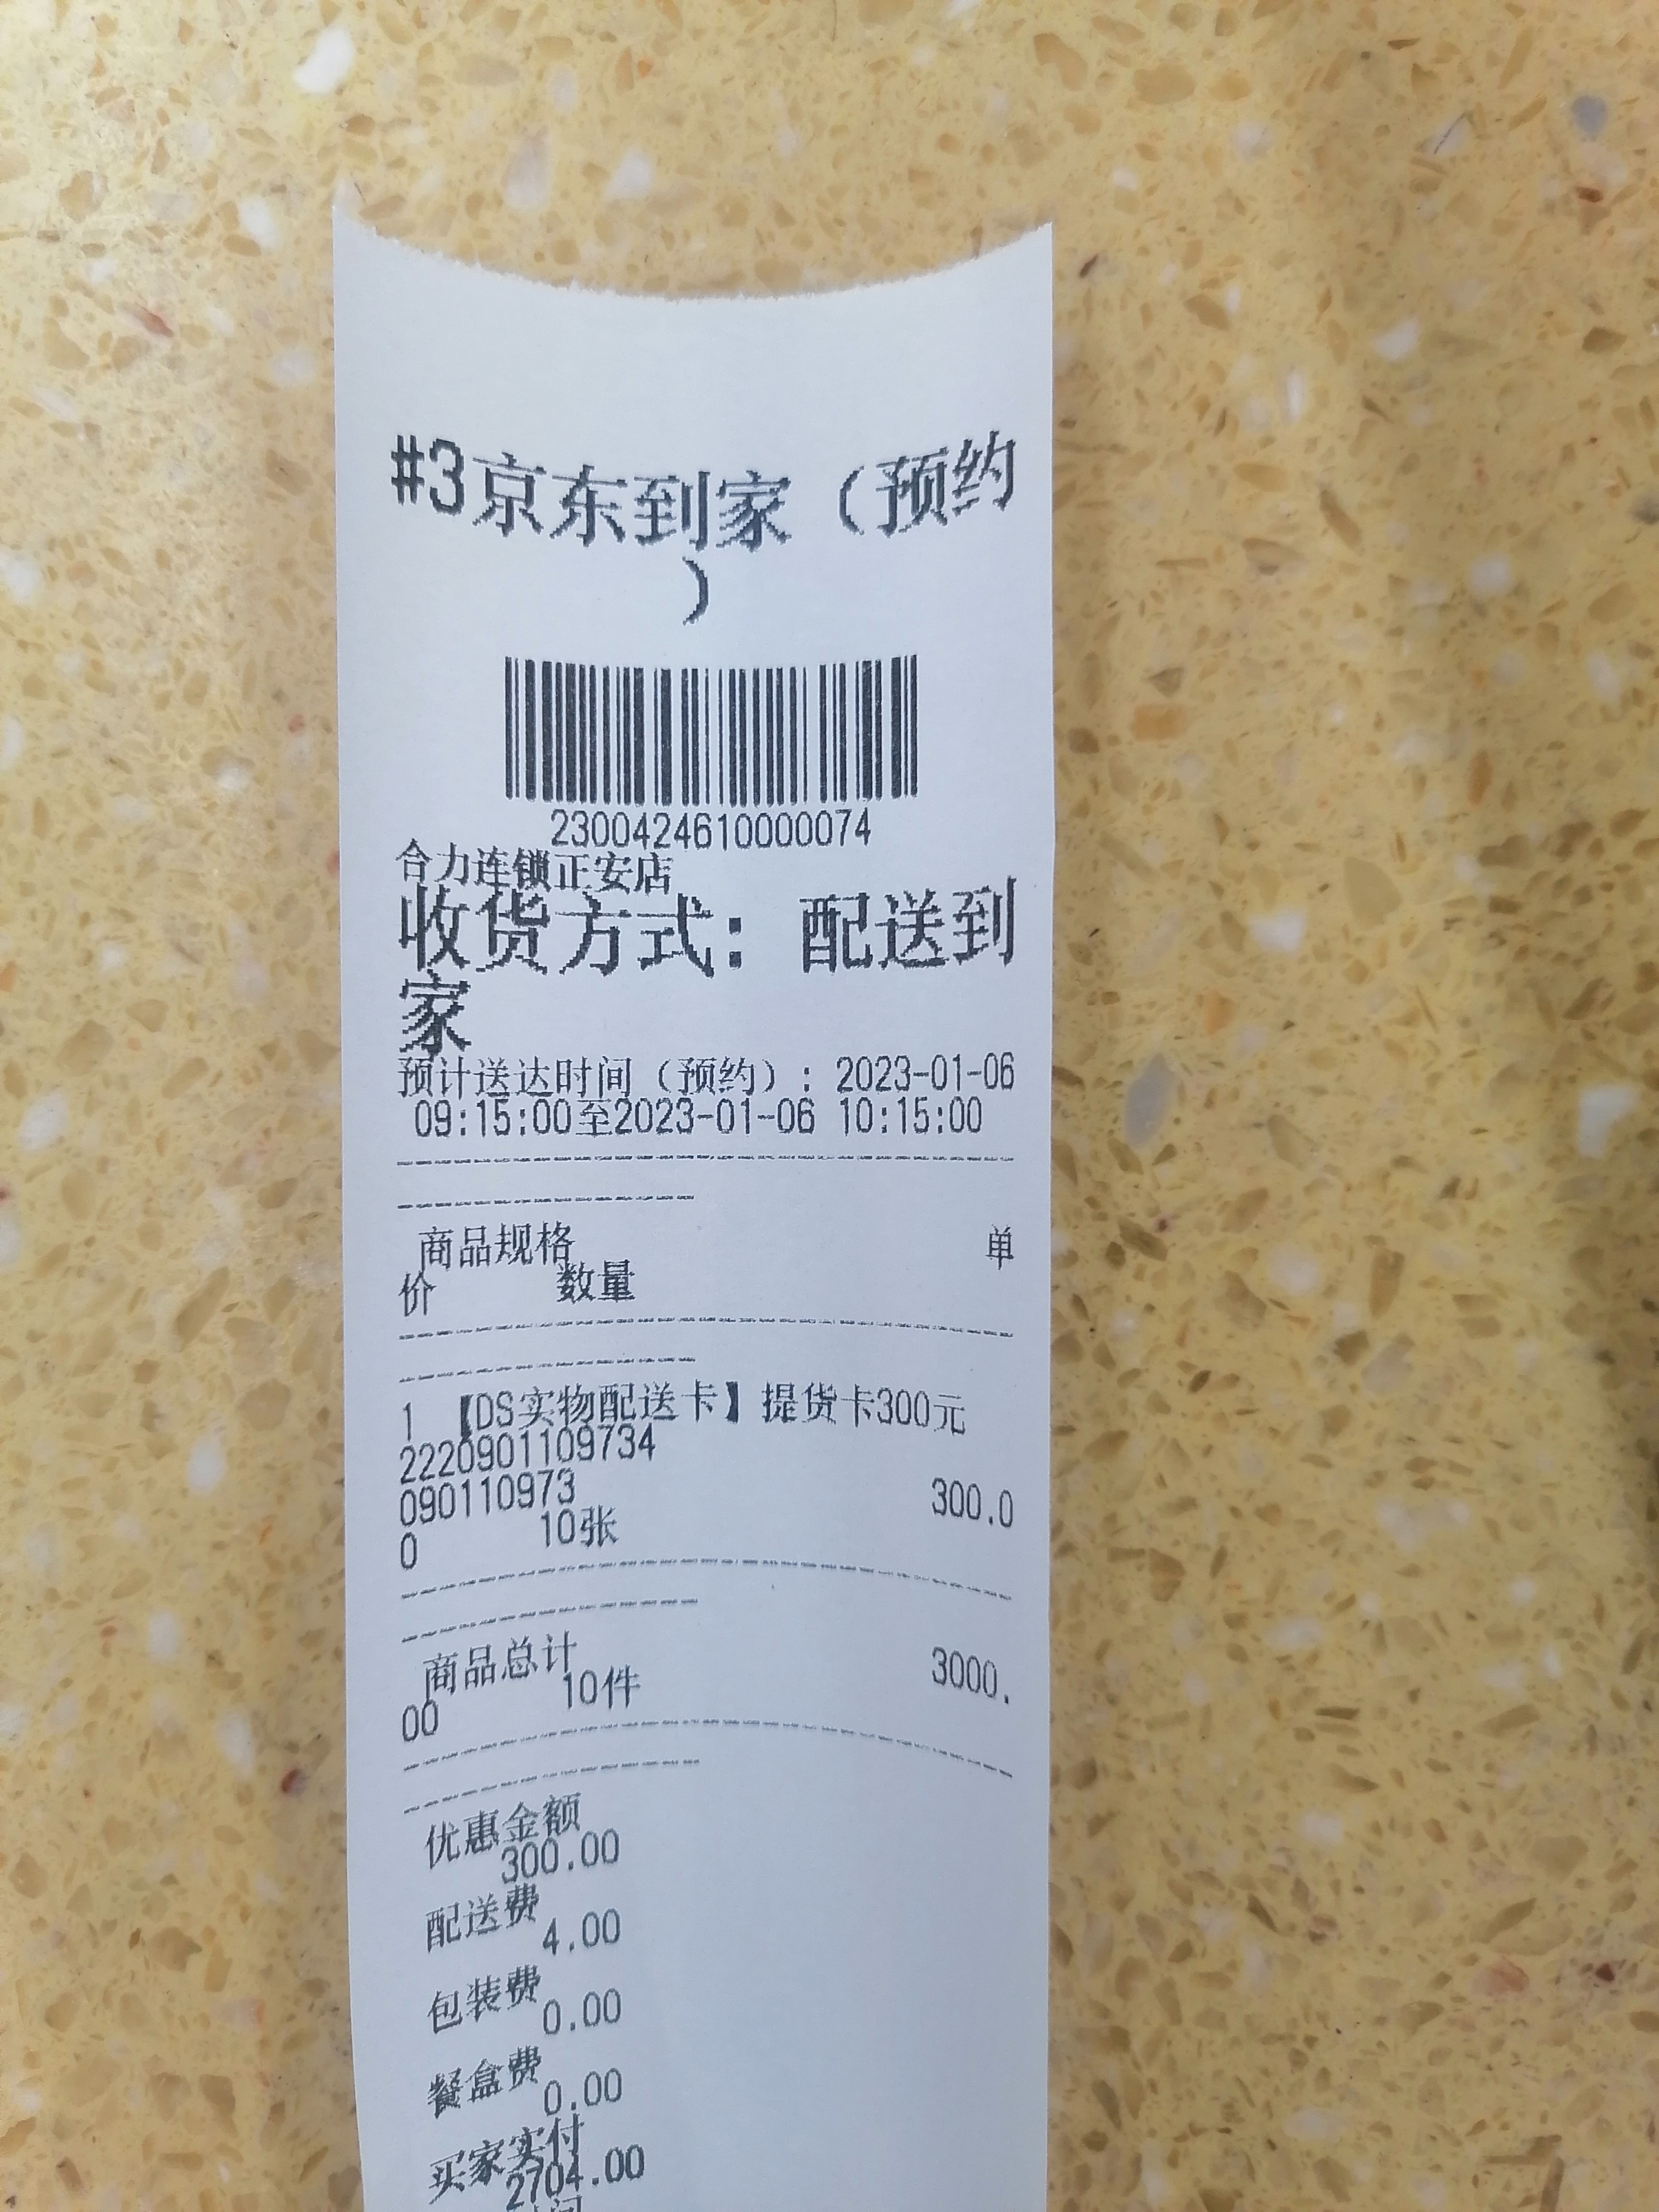 #3京东到家（预约
）
2300424610000074
合力连锁正安店
收货方式：配送到
家
预计送达时间（预约）：2023-01-06
09:15:00至2023-01-06 10:15:00
商品规格 单
价 数量
1 【DS实物配送卡】提货卡300元
2220901109734
090110973 300.0
0 10张
商品总计 3000.
00 10件
优惠金额
300.00
配送费
4.00
包装费
0.00
餐盒费
0.00
买家实付
2704.00